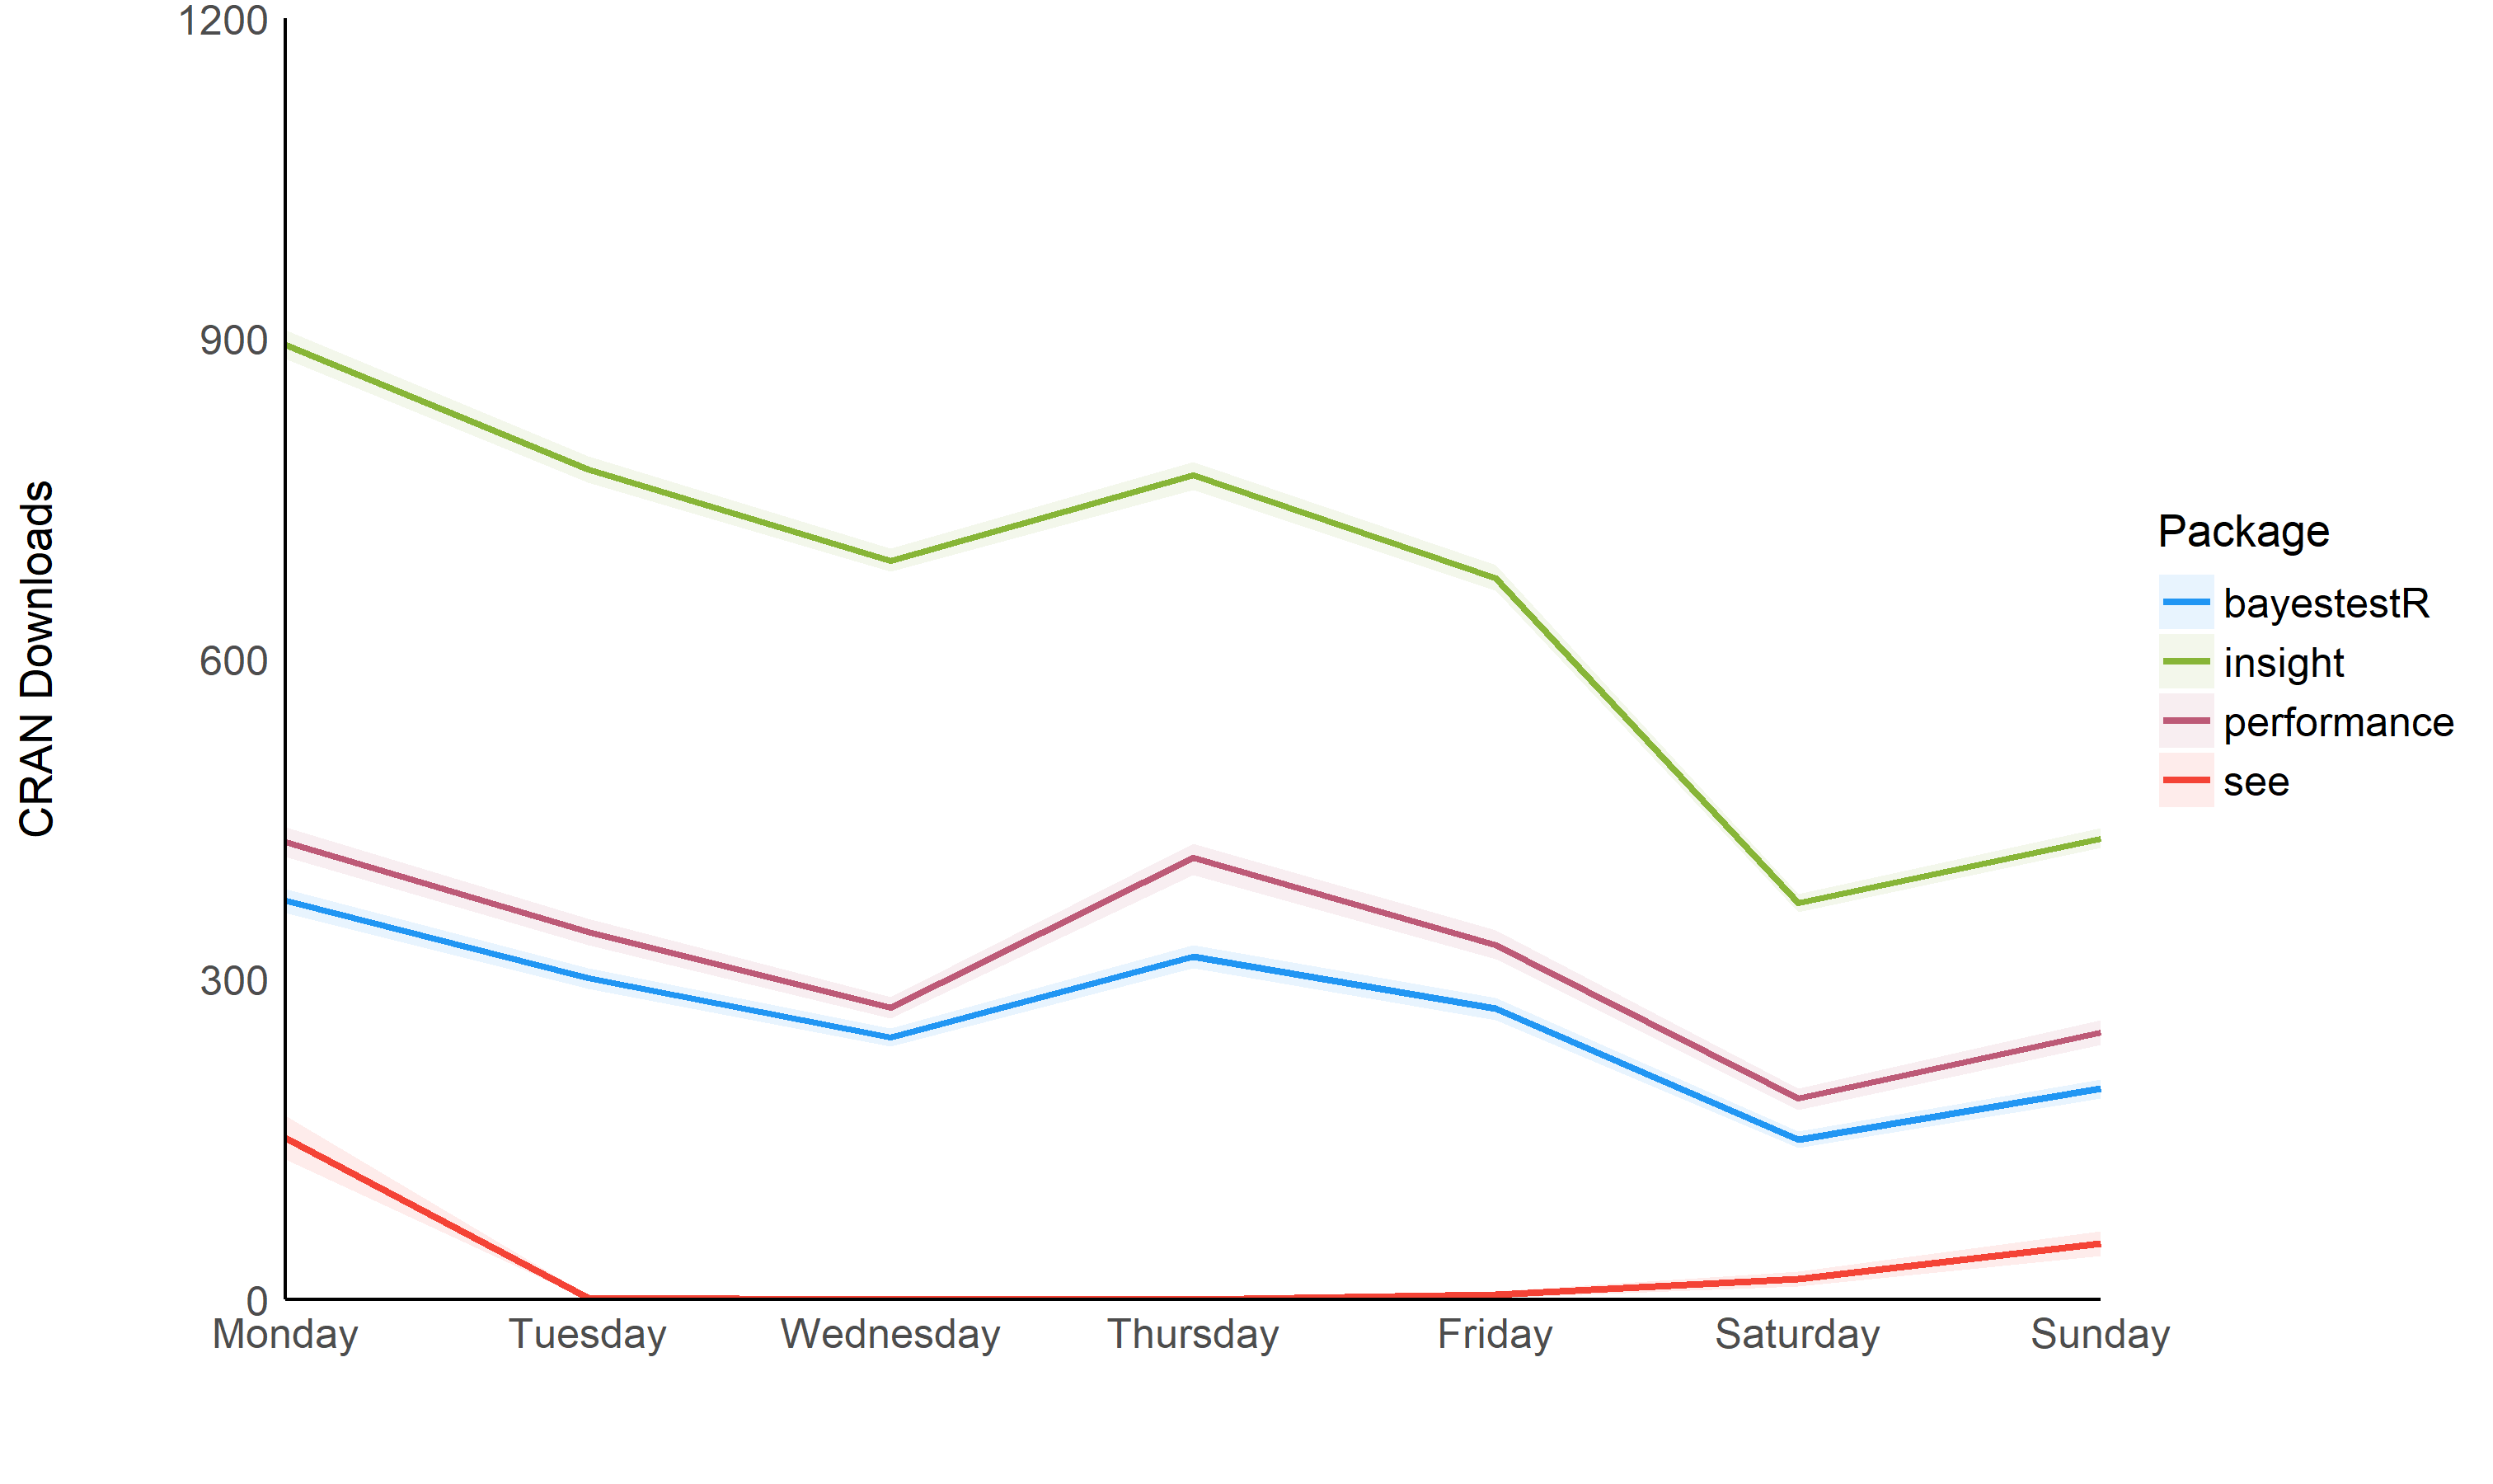 1200
900
600
300
0
CRAN Downloads
Monday Tuesday Wednesday Thursday Friday Saturday Sunday
Package
bayestestR
insight
performance
see